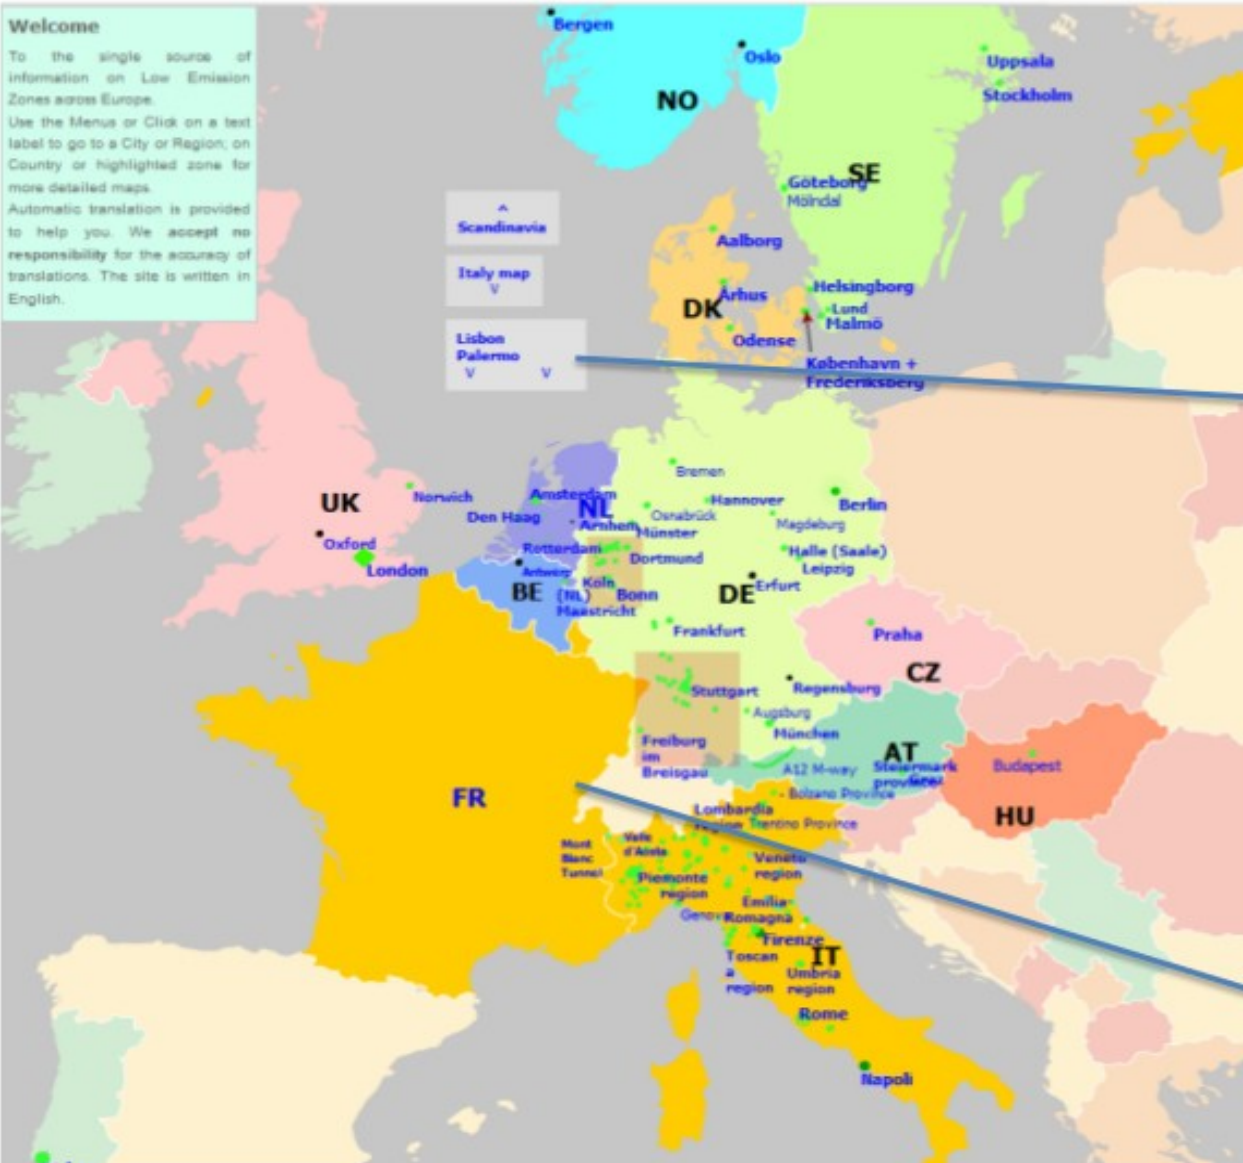 Welcome
To the single source of
information on Low Emission
Zones across Europe.
Use the Menus or Click on a text
label to go to a City or Region; on
Country or highlighted zone for
more detailed maps.
Automatic translation is provided
to help you. We accept no
responsibility for the accuracy of
translations. The site is written in
English.
Bergen
Oslo
NO
Uppsala
Stockholm
SE
Göteborg
Mölndal
^
Scandinavia
Italy map
V
Lisbon
Palermo
V V
Aalborg
Århus
DK
Odense
Helsingborg
Lund
Malmö
København +
Frederiksberg
UK
Norwich
Oxford
London
Amsterdam
NL
Den Haag
Arnhem
Rotterdam
Antwerp
BE
(NL)
Maastricht
Bremen
Hannover
Berlin
Osnabrück
Magdeburg
Münster
Dortmund
Halle (Saale)
Leipzig
Köln
Bonn
DE
Erfurt
Frankfurt
Praha
CZ
Stuttgart
Regensburg
Augsburg
München
Freiburg
im
Breisgau
AT
A12 M-way
Steiermark
province
Graz
Budapest
HU
FR
Bolzano Province
Lombardia
region
Trentino Province
Mont
Blanc
Tunnel
Valle
d'Aosta
Veneto
region
Piemonte
region
Emilia
Romagna
Genova
Firenze
IT
Toscan
a
region
Umbria
region
Rome
Napoli